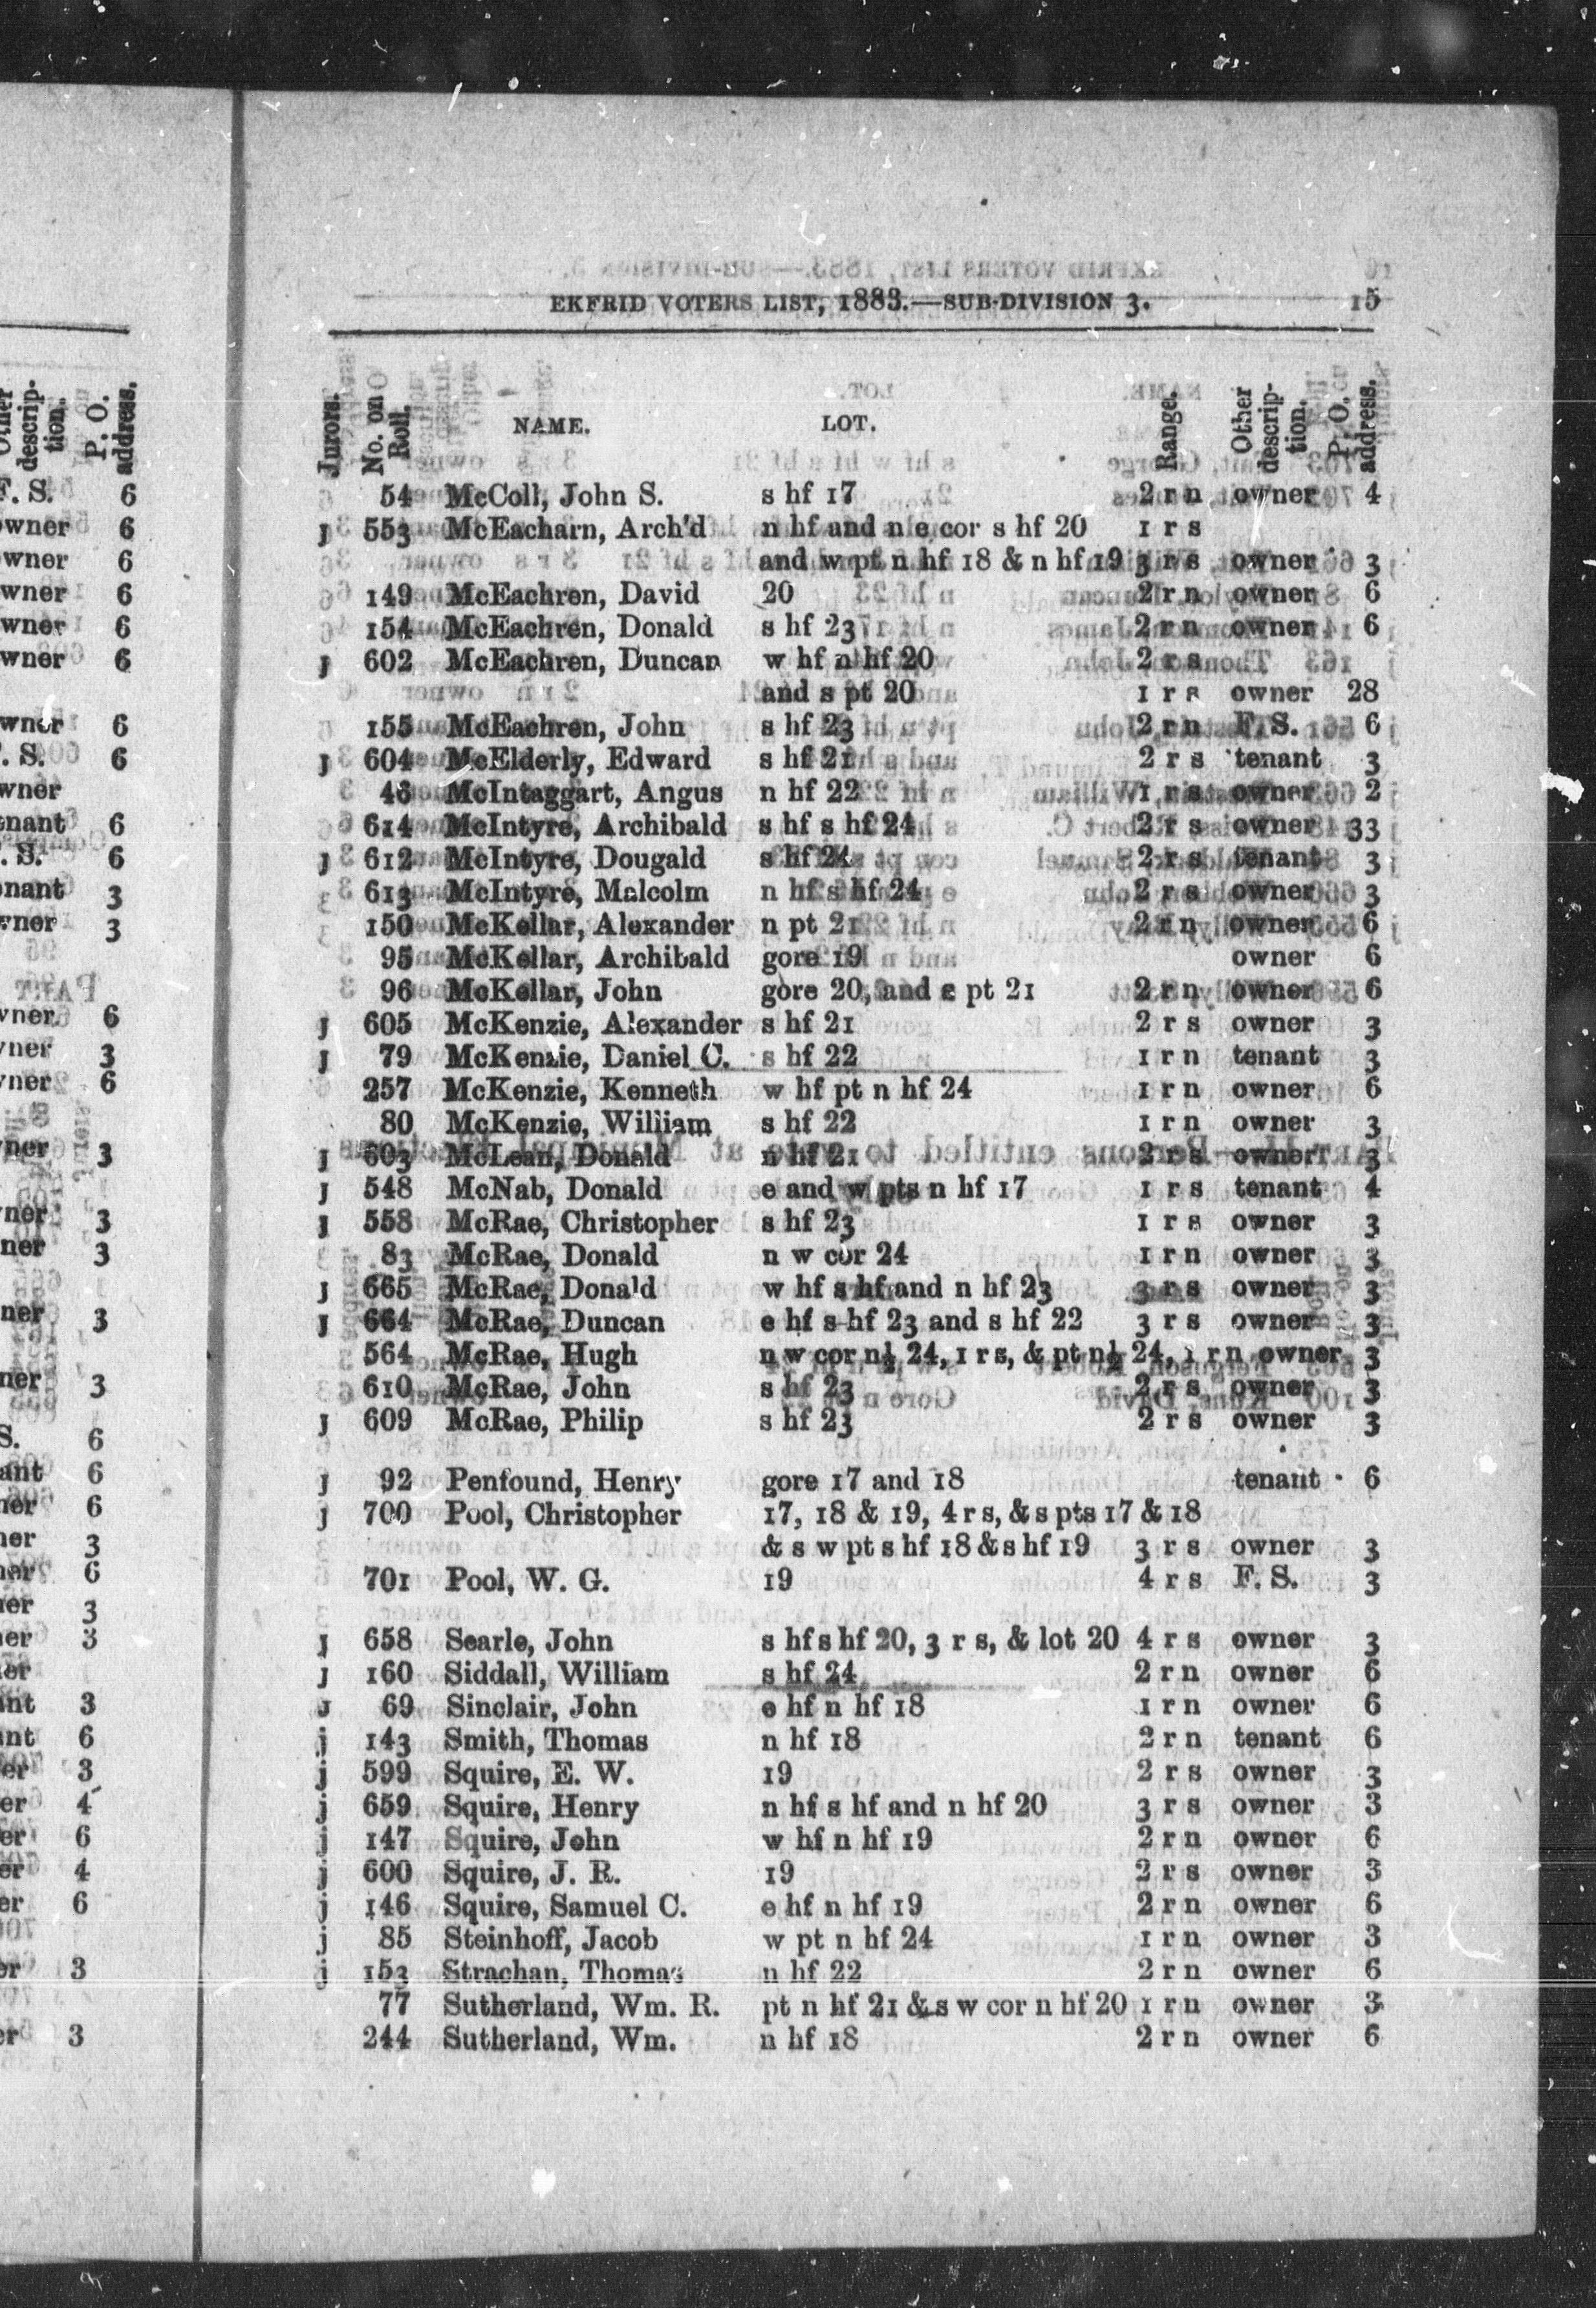 EKFRID VOTERS LIST, 1883.—SUB-DIVISION 3. 15
Jurors. No. on Roll. NAME. LOT. Range. Other descrip-tion. P. O. address.
54 McColl, John S. s hf 17 2 r n owner 4
J 553 McEacharn, Arch'd n hf and n e cor s hf 20 1 r s
and w pt n hf 18 & n hf 19 3 r s owner 3
149 McEachren, David 20 2 r n owner 6
154 McEachren, Donald s hf 23 2 r n owner 6
J 602 McEachren, Duncan w hf n hf 20 2 r s
and s pt 20 1 r s owner 28
155 McEachren, John s hf 23 2 r n F. S. 6
J 604 McElderly, Edward s hf 21 2 r s tenant 3
46 McIntaggart, Angus n hf 22 1 r s owner 2
614 McIntyre, Archibald s hf s hf 24 2 r s owner 33
J 612 McIntyre, Dougald s hf 24 2 r s tenant 3
613 McIntyre, Malcolm n hf s hf 24 2 r s owner 3
150 McKellar, Alexander n pt 21 2 r n owner 6
95 McKellar, Archibald gore 19 owner 6
96 McKellar, John gore 20, and s pt 21 2 r n owner 6
J 605 McKenzie, Alexander s hf 21 2 r s owner 3
J 79 McKenzie, Daniel C. s hf 22 1 r n tenant 3
257 McKenzie, Kenneth w hf pt n hf 24 1 r n owner 6
80 McKenzie, William s hf 22 1 r n owner 3
J 603 McLean, Donald n hf 21 2 r s owner 3
J 548 McNab, Donald e and w pts n hf 17 1 r s tenant 4
J 558 McRae, Christopher s hf 23 1 r s owner 3
83 McRae, Donald n w cor 24 1 r n owner 3
J 665 McRae, Donald w hf s hf and n hf 23 3 r s owner 3
J 664 McRae, Duncan e hf s hf 23 and s hf 22 3 r s owner 3
564 McRae, Hugh n w cor n½ 24, 1 r s, & pt n½ 24, 1 r n owner 3
610 McRae, John s hf 23 2 r s owner 3
J 609 McRae, Philip s hf 23 2 r s owner 3
J 92 Penfound, Henry gore 17 and 18 tenant 6
j 700 Pool, Christopher 17, 18 & 19, 4 r s, & s pts 17 & 18
& s w pt s hf 18 & s hf 19 3 r s owner 3
701 Pool, W. G. 19 4 r s F. S. 3
J 658 Searle, John s hf s hf 20, 3 r s, & lot 20 4 r s owner 3
J 160 Siddall, William s hf 24 2 r n owner 6
J 69 Sinclair, John e hf n hf 18 1 r n owner 6
j 143 Smith, Thomas n hf 18 2 r n tenant 6
j 599 Squire, E. W. 19 2 r s owner 3
j 659 Squire, Henry n hf s hf and n hf 20 3 r s owner 3
j 147 Squire, John w hf n hf 19 2 r n owner 6
j 600 Squire, J. R. 19 2 r s owner 3
j 146 Squire, Samuel C. e hf n hf 19 2 r n owner 6
j 85 Steinhoff, Jacob w pt n hf 24 1 r n owner 3
j 153 Strachan, Thomas n hf 22 2 r n owner 6
77 Sutherland, Wm. R. pt n hf 21 & s w cor n hf 20 1 r n owner 3
244 Sutherland, Wm. n hf 18 2 r n owner 6